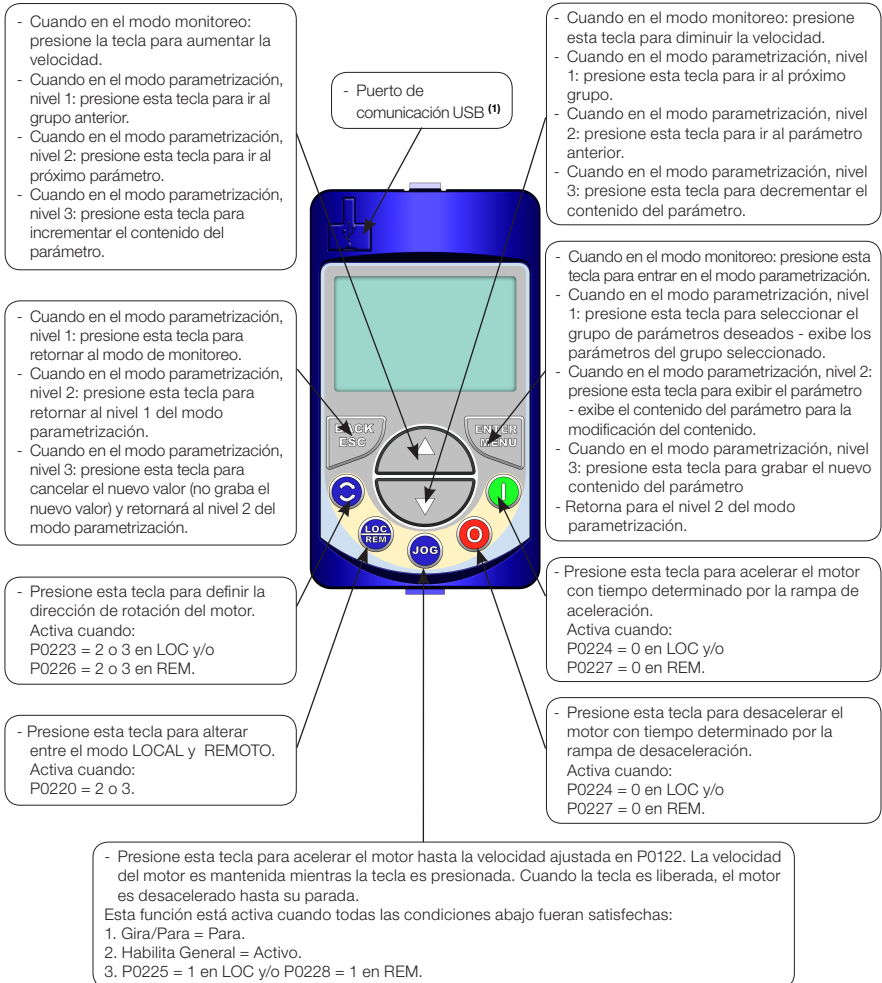 - Cuando en el modo monitoreo:
presione la tecla para aumentar la
velocidad.
- Cuando en el modo parametrización,
nivel 1: presione esta tecla para ir al
grupo anterior.
- Cuando en el modo parametrización,
nivel 2: presione esta tecla para ir al
próximo parámetro.
- Cuando en el modo parametrización,
nivel 3: presione esta tecla para
incrementar el contenido del
parámetro.
- Puerto de
comunicación USB (1)
- Cuando en el modo monitoreo: presione
esta tecla para diminuir la velocidad.
- Cuando en el modo parametrización, nivel
1: presione esta tecla para ir al próximo
grupo.
- Cuando en el modo parametrización, nivel
2: presione esta tecla para ir al parámetro
anterior.
- Cuando en el modo parametrización, nivel
3: presione esta tecla para decrementar el
contenido del parámetro.
- Cuando en el modo parametrización,
nivel 1: presione esta tecla para
retornar al modo de monitoreo.
- Cuando en el modo parametrización,
nivel 2: presione esta tecla para
retornar al nivel 1 del modo
parametrización.
- Cuando en el modo parametrización,
nivel 3: presione esta tecla para
cancelar el nuevo valor (no graba el
nuevo valor) y retornará al nivel 2 del
modo parametrización.
- Cuando en el modo monitoreo: presione esta
tecla para entrar en el modo parametrización.
- Cuando en el modo parametrización, nivel
1: presione esta tecla para seleccionar el
grupo de parámetros deseados - exibe los
parámetros del grupo seleccionado.
- Cuando en el modo parametrización, nivel 2:
presione esta tecla para exibir el parámetro
- exibe el contenido del parámetro para la
modificación del contenido.
- Cuando en el modo parametrización, nivel
3: presione esta tecla para grabar el nuevo
contenido del parámetro
- Retorna para el nivel 2 del modo
parametrización.
BACK
ESC
ENTER
MENU
LOC
REM
JOG
- Presione esta tecla para definir la
dirección de rotación del motor.
Activa cuando:
P0223 = 2 o 3 en LOC y/o
P0226 = 2 o 3 en REM.
- Presione esta tecla para acelerar el motor
con tiempo determinado por la rampa de
aceleración.
Activa cuando:
P0224 = 0 en LOC y/o
P0227 = 0 en REM.
- Presione esta tecla para alterar
entre el modo LOCAL y REMOTO.
Activa cuando:
P0220 = 2 o 3.
- Presione esta tecla para desacelerar el
motor con tiempo determinado por la
rampa de desaceleración.
Activa cuando:
P0224 = 0 en LOC y/o
P0227 = 0 en REM.
- Presione esta tecla para acelerar el motor hasta la velocidad ajustada en P0122. La velocidad
del motor es mantenida mientras la tecla es presionada. Cuando la tecla es liberada, el motor
es desacelerado hasta su parada.
Esta función está activa cuando todas las condiciones abajo fueran satisfechas:
1. Gira/Para = Para.
2. Habilita General = Activo.
3. P0225 = 1 en LOC y/o P0228 = 1 en REM.